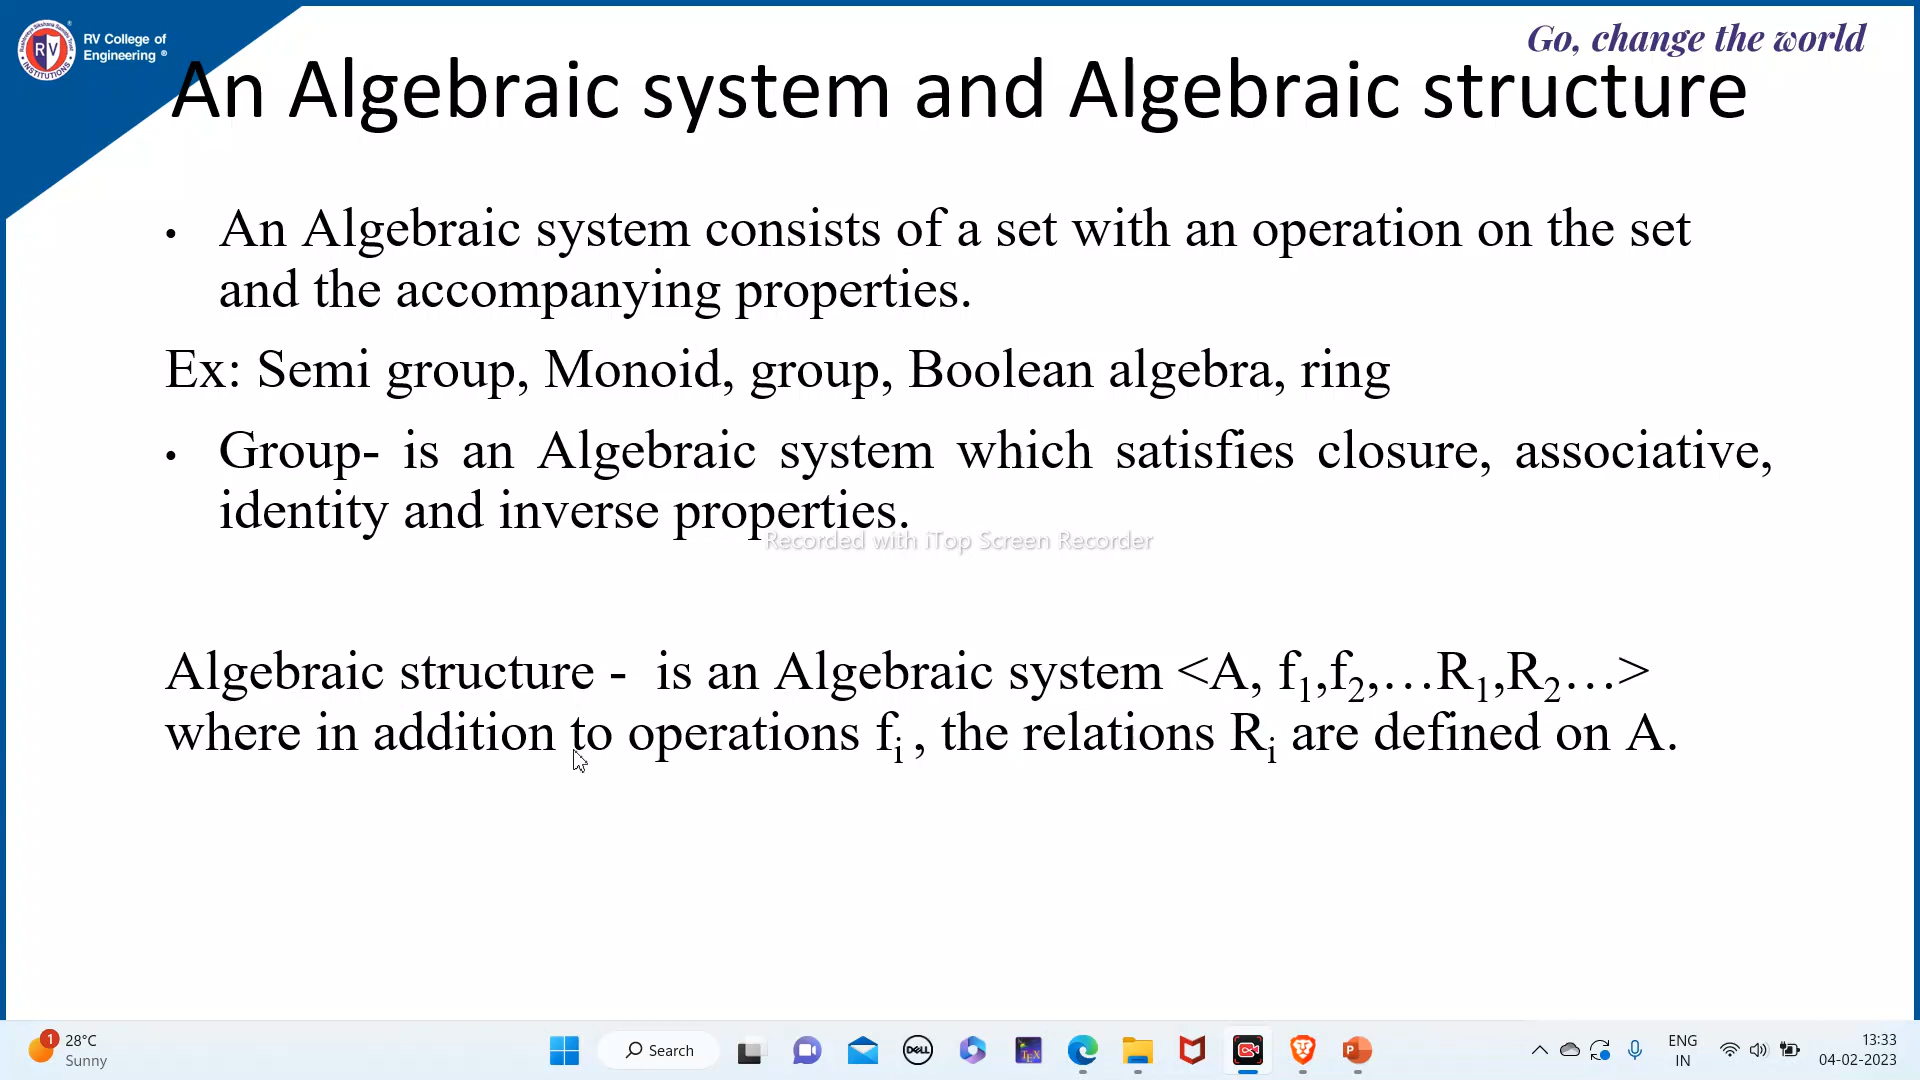 RV College of
Engineering ®
Go, change the world
An Algebraic system and Algebraic structure
• An Algebraic system consists of a set with an operation on the set
and the accompanying properties.
Ex: Semi group, Monoid, group, Boolean algebra, ring
• Group- is an Algebraic system which satisfies closure, associative,
identity and inverse properties.
Recorded with iTop Screen Recorder
Algebraic structure - is an Algebraic system <A, f1,f2,…R1,R2…>
where in addition to operations fi , the relations Ri are defined on A.
1
28°C
Sunny
Search
DELL
TEX
P
ENG
IN
13:33
04-02-2023